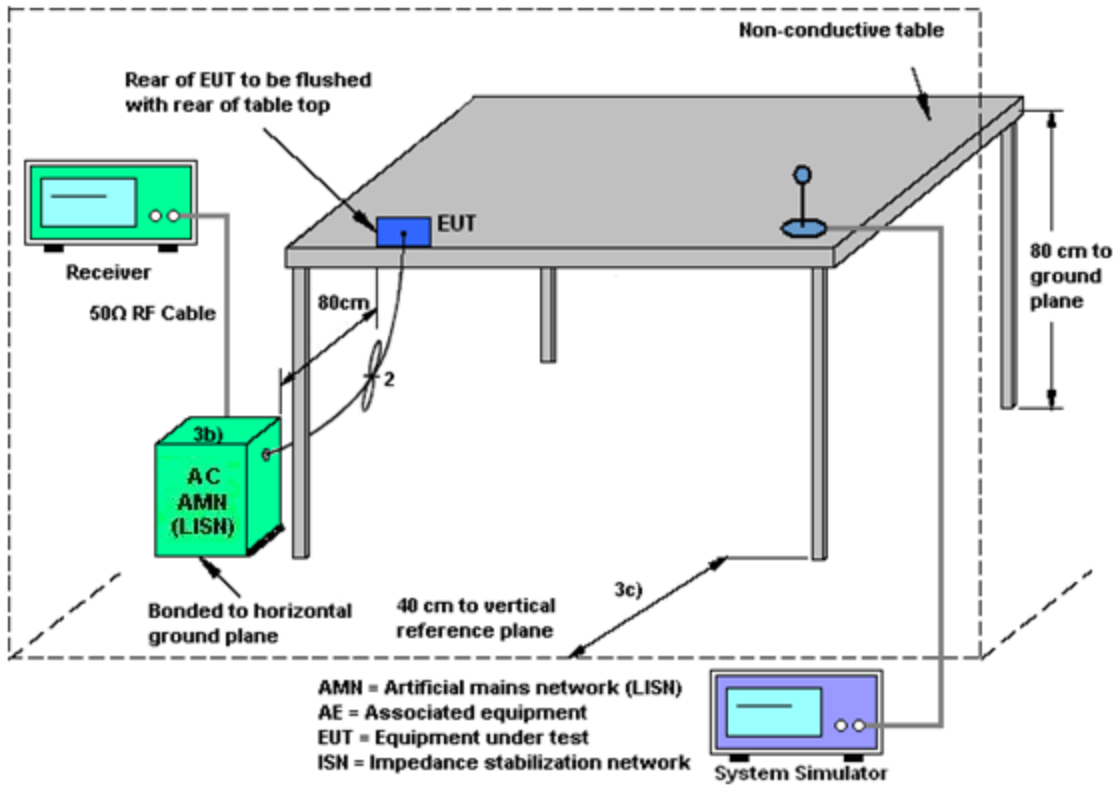 Non-conductive table
Rear of EUT to be flushed
with rear of table top
EUT
Receiver
80 cm to
ground
plane
80cm
50Ω RF Cable
2
3b)
AC
AMN
(LISN)
3c)
Bonded to horizontal
ground plane
40 cm to vertical
reference plane
AMN = Artificial mains network (LISN)
AE = Associated equipment
EUT = Equipment under test
ISN = Impedance stabilization network
System Simulator